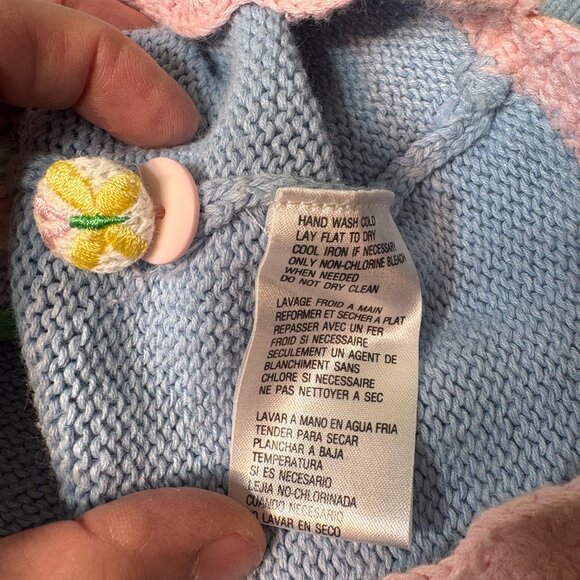 HAND WASH COLD
LAY FLAT TO DRY
COOL IRON IF NECESSARY
ONLY NON-CHLORINE BLEACH
WHEN NEEDED
DO NOT DRY CLEAN
LAVAGE FROID A MAIN
REFORMER ET SECHER A PLAT
REPASSER AVEC UN FER
FROID SI NECESSAIRE
SEULEMENT UN AGENT DE
BLANCHIMENT SANS
CHLORE SI NECESSAIRE
NE PAS NETTOYER A SEC
LAVAR A MANO EN AGUA FRIA
TENDER PARA SECAR
PLANCHAR A BAJA
TEMPERATURA
SI ES NECESARIO
LEJIA NO-CHLORINADA
CUANDO NECESARIO
NO LAVAR EN SECO